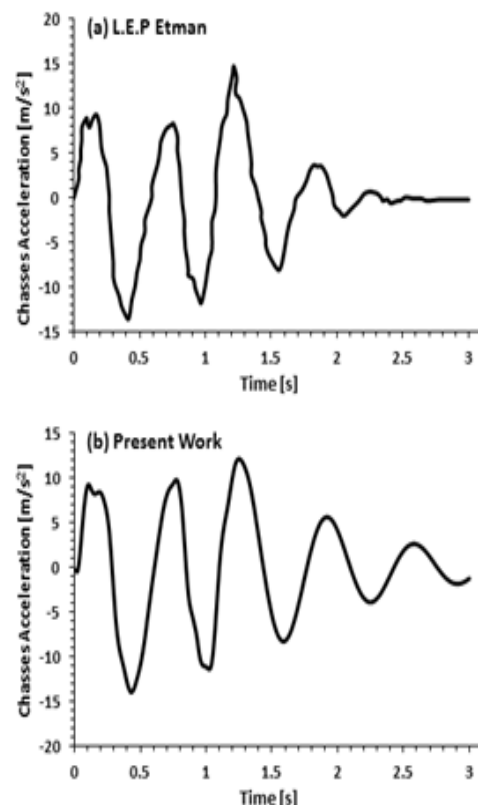 (a) L.E.P Etman
Chasses Acceleration [m/s²]
20
15
10
5
0
-5
-10
-15
0 0.5 1 1.5 2 2.5 3
Time [s]
(b) Present Work
Chasses Acceleration [m/s²]
15
10
5
0
-5
-10
-15
-20
0 0.5 1 1.5 2 2.5 3
Time [s]